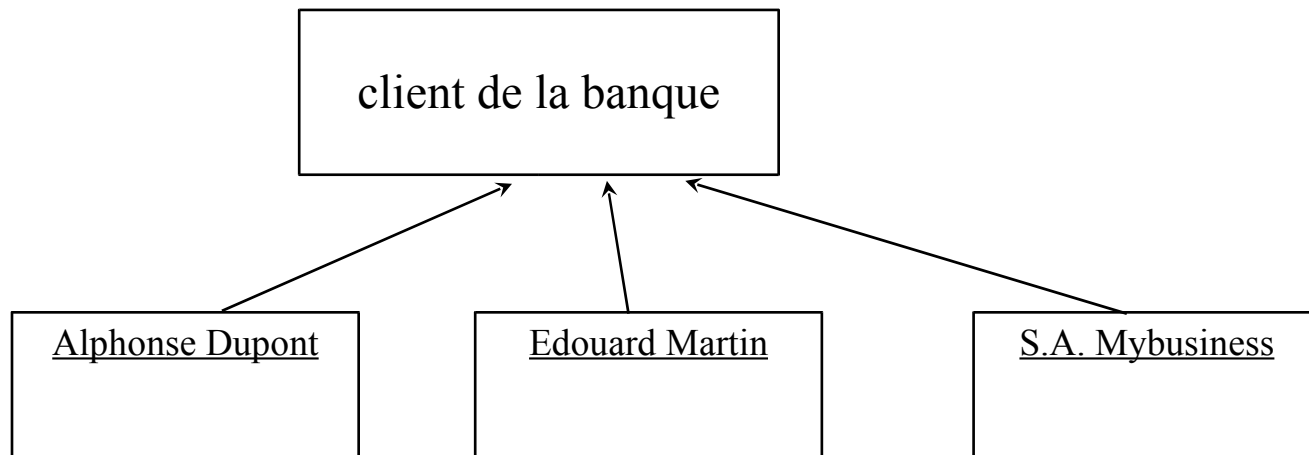 client de la banque
Alphonse Dupont
Edouard Martin
S.A. Mybusiness